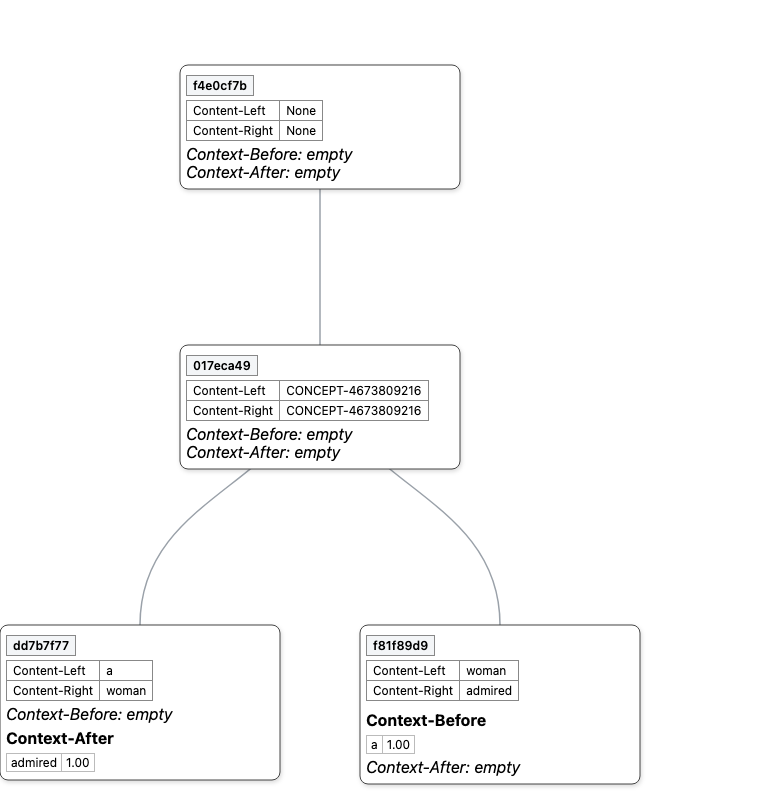 f4e0cf7b
Content-Left None
Content-Right None
Context-Before: empty
Context-After: empty
017eca49
Content-Left CONCEPT-4673809216
Content-Right CONCEPT-4673809216
Context-Before: empty
Context-After: empty
dd7b7f77
Content-Left a
Content-Right woman
Context-Before: empty
Context-After
admired 1.00
f81f89d9
Content-Left woman
Content-Right admired
Context-Before
a 1.00
Context-After: empty